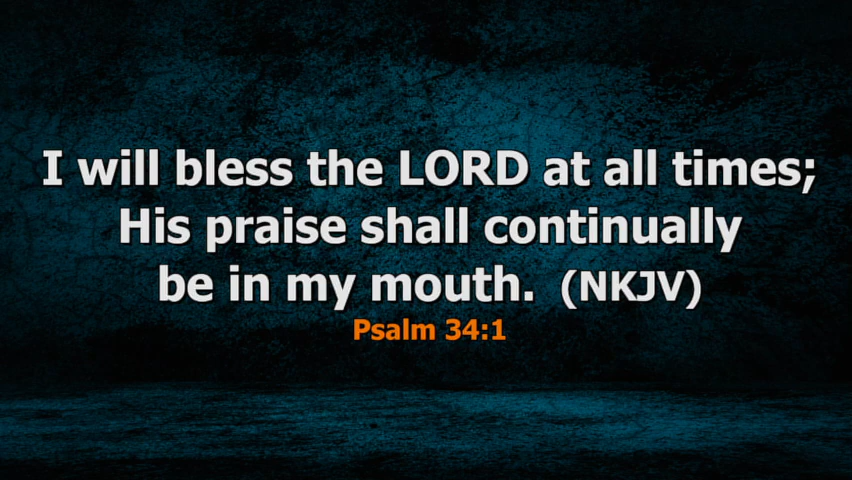 I will bless the LORD at all times;
His praise shall continually
be in my mouth. (NKJV)
Psalm 34:1